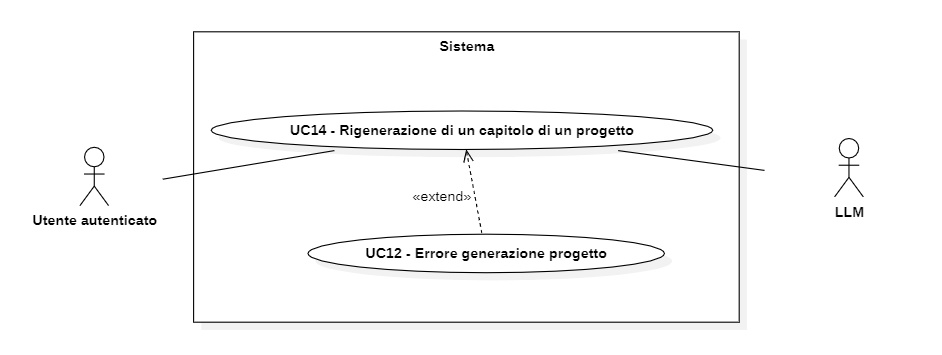 Sistema
UC14 - Rigenerazione di un capitolo di un progetto
Utente autenticato
«extend»
LLM
UC12 - Errore generazione progetto